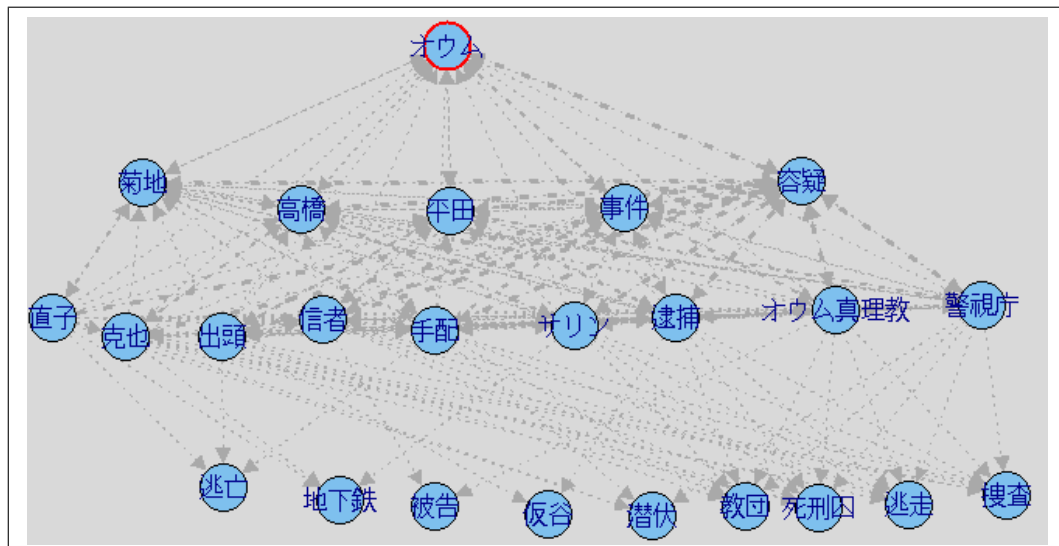 オウム
菊地
高橋
平田
事件
容疑
直子
克也
出頭
信者
手配
サリン
逮捕
オウム真理教
警視庁
逃亡
地下鉄
被告
仮谷
潜伏
教団
死刑囚
逃走
捜査